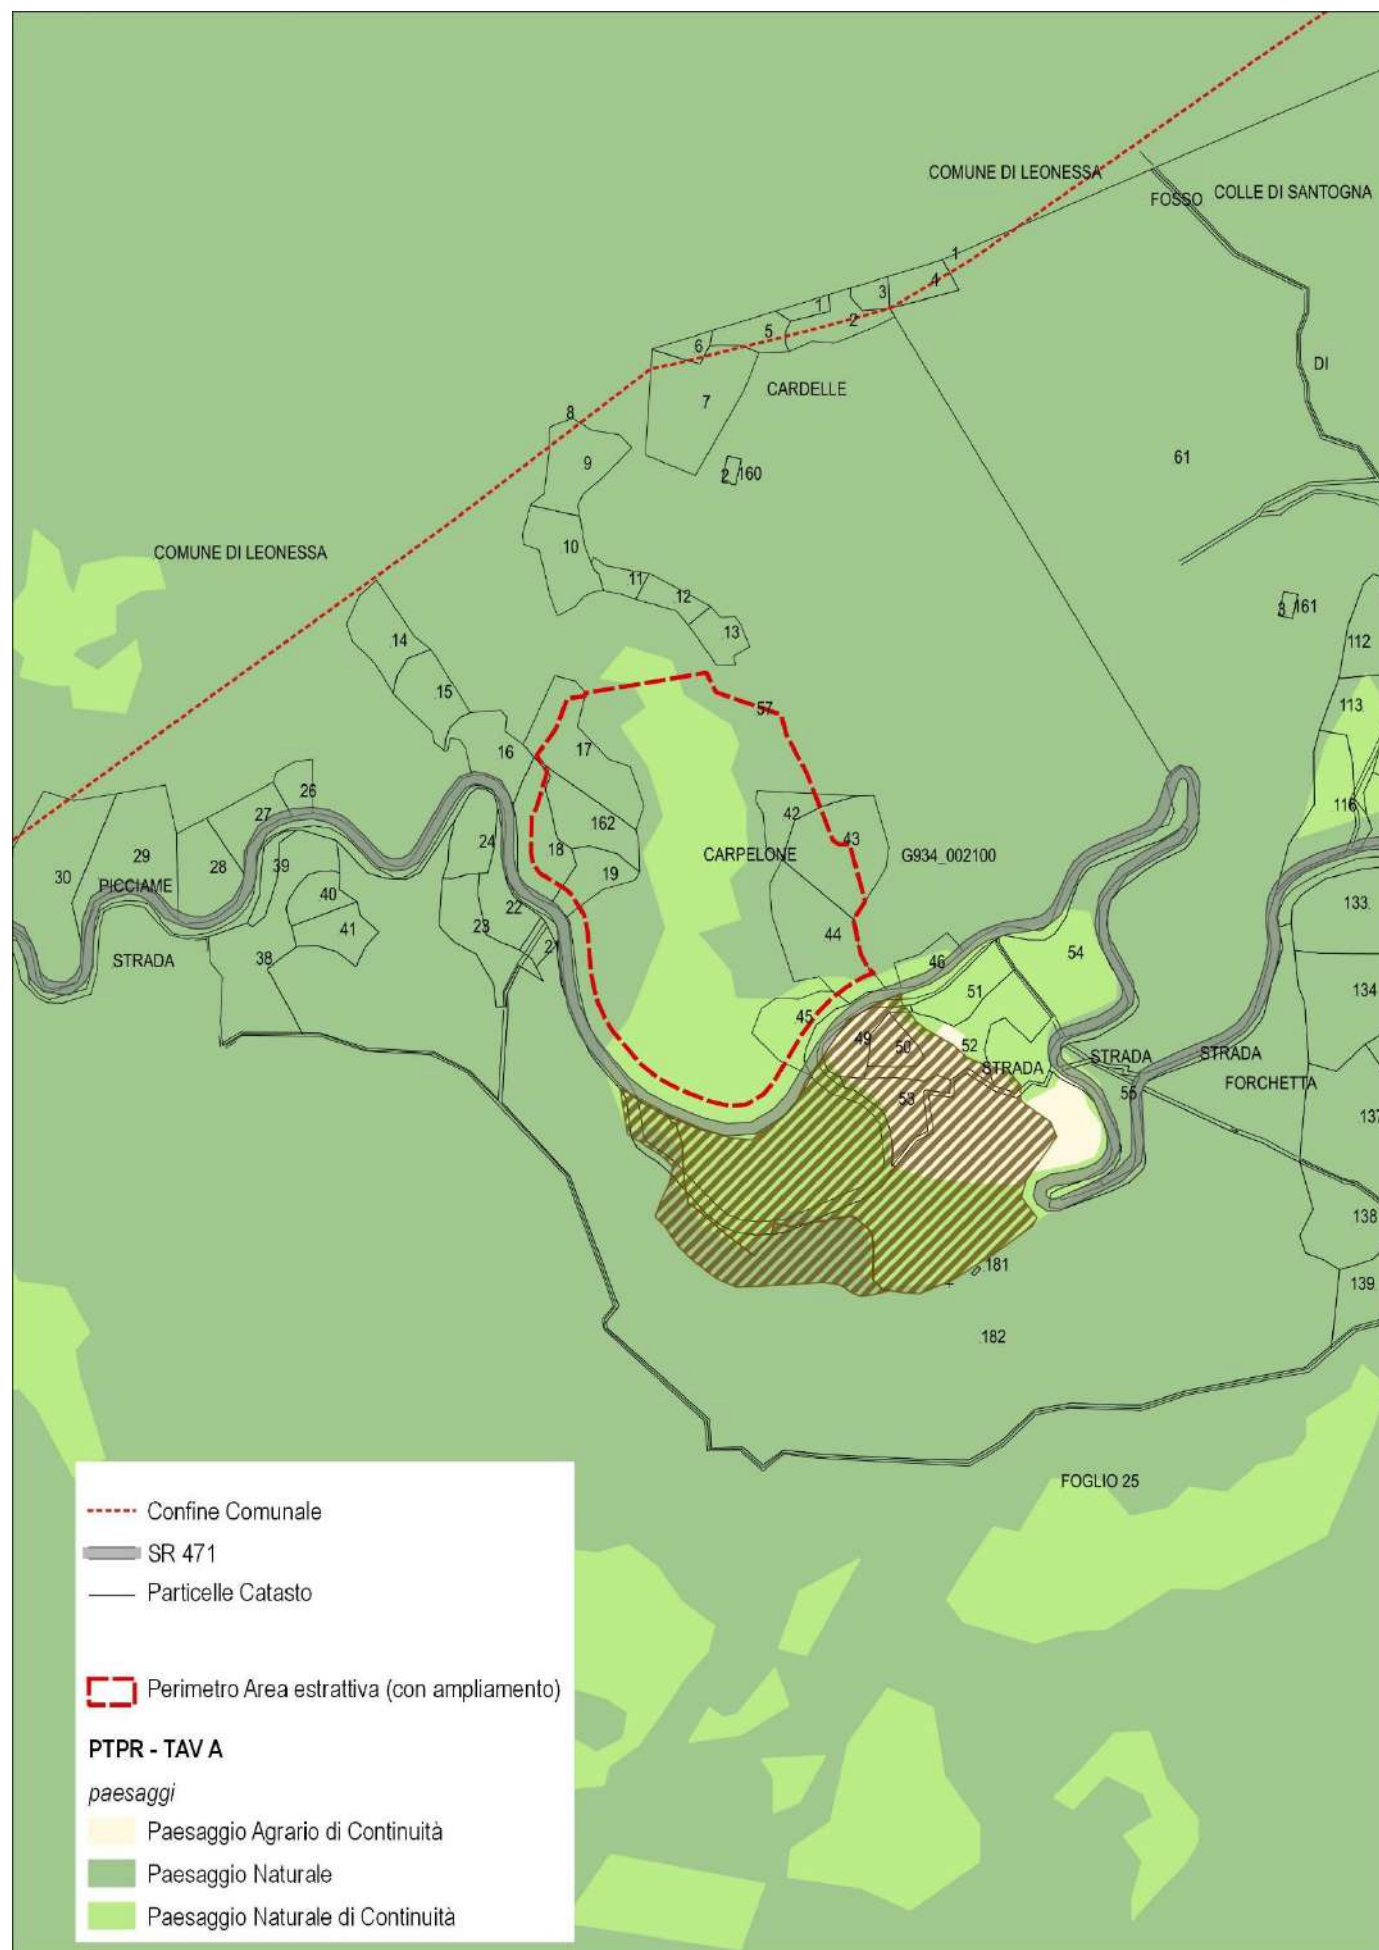 COMUNE DI LEONESSA
COLLE DI SANTOGNA
FOSSO
1
4
3
1
2
5
6
DI
CARDELLE
7
8
61
9
2 160
10
COMUNE DI LEONESSA
11
3 161
12
13
14
112
15
57
113
16
17
26
116
27
42
162
43
29
24
18
CARPELONE
G934_002100
28
39
19
30
PICCIAME
40
22
133
23
41
44
21
54
38
STRADA
46
51
134
45
49
50
52
STRADA
STRADA
STRADA
55
FORCHETTA
53
137
138
181
139
182
FOGLIO 25
Confine Comunale
SR 471
Particelle Catasto
Perimetro Area estrattiva (con ampliamento)
PTPR - TAV A
paesaggi
Paesaggio Agrario di Continuità
Paesaggio Naturale
Paesaggio Naturale di Continuità